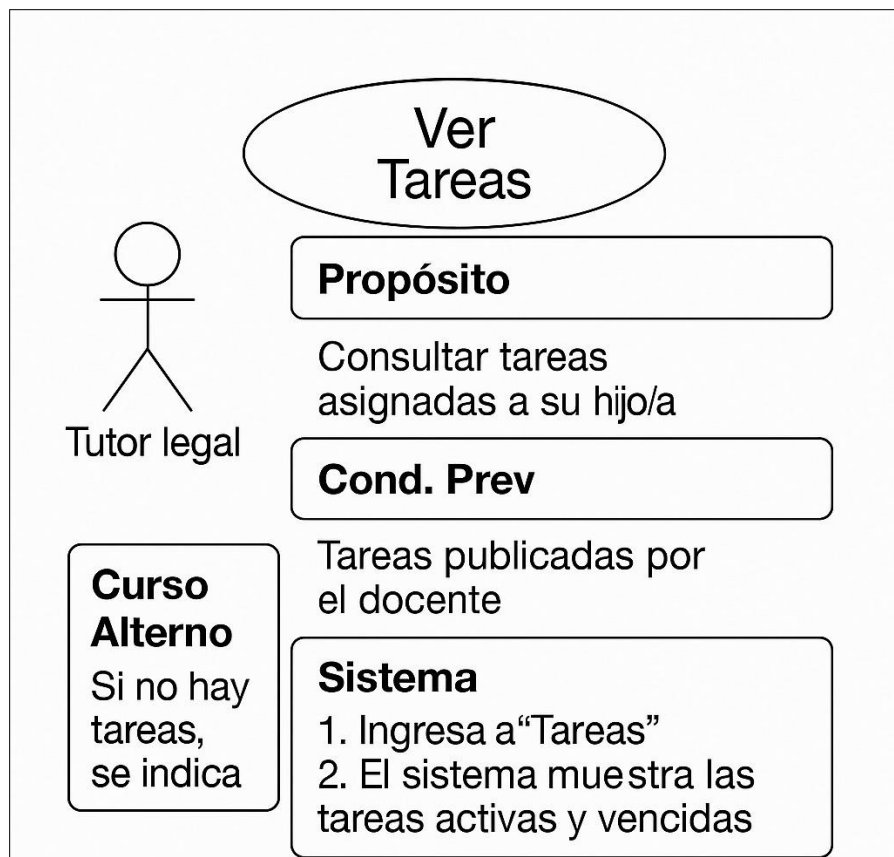 Ver
Tareas
Tutor legal
Propósito
Consultar tareas
asignadas a su hijo/a
Cond. Prev
Tareas publicadas por
el docente
Curso
Alterno
Si no hay
tareas,
se indica
Sistema
1. Ingresa a“Tareas”
2. El sistema muestra las
tareas activas y vencidas